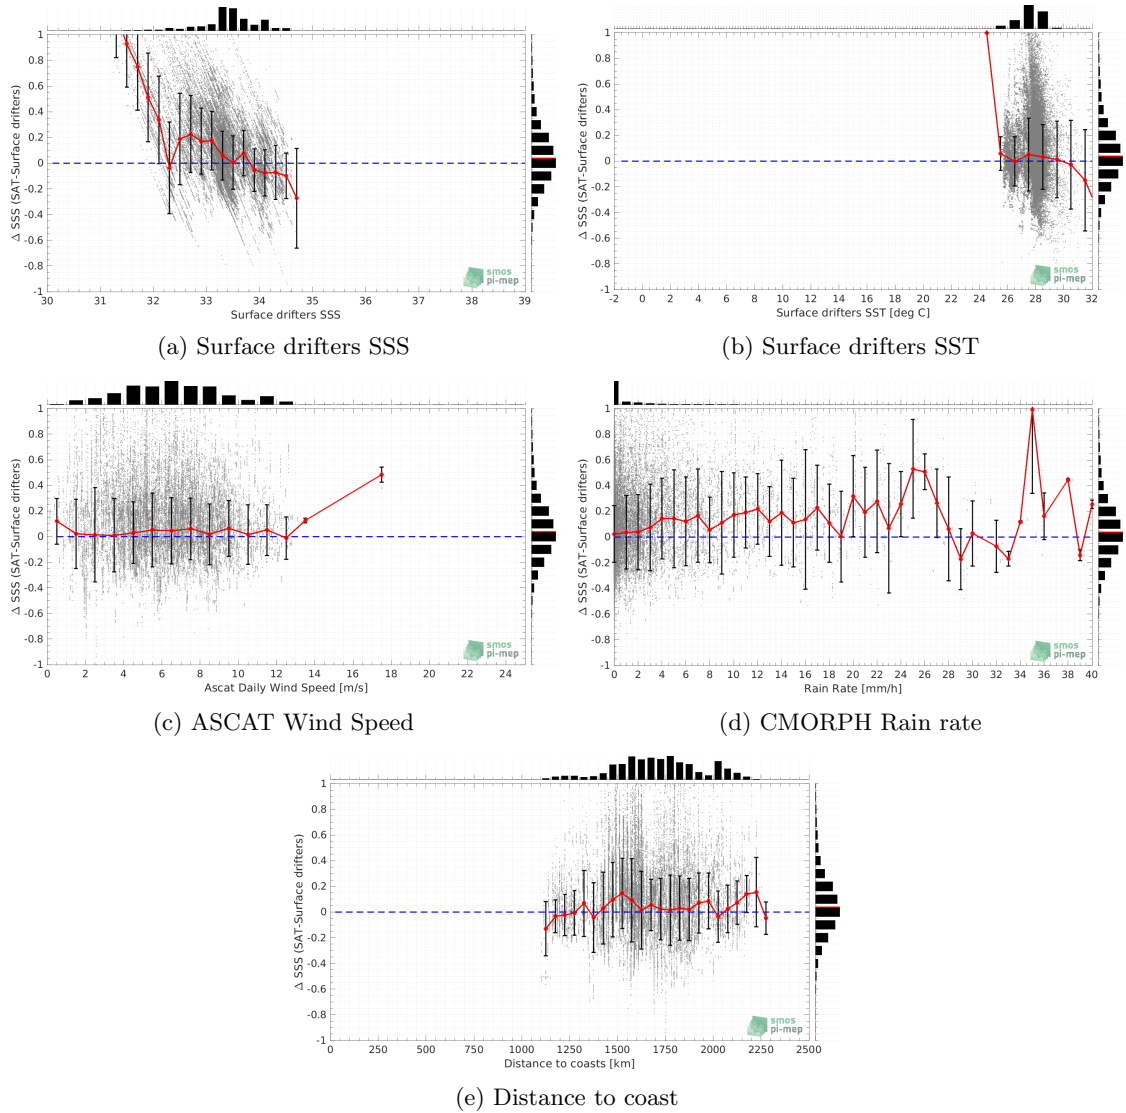 Δ SSS (SAT-Surface drifters)
1
0.8
0.6
0.4
0.2
0
-0.2
-0.4
-0.6
-0.8
-1
30 31 32 33 34 35 36 37 38 39
Surface drifters SSS
smos
pi-mep
(a) Surface drifters SSS
Δ SSS (SAT-Surface drifters)
1
0.8
0.6
0.4
0.2
0
-0.2
-0.4
-0.6
-0.8
-1
-2 0 2 4 6 8 10 12 14 16 18 20 22 24 26 28 30 32
Surface drifters SST [deg C]
smos
pi-mep
(b) Surface drifters SST
Δ SSS (SAT-Surface drifters)
1
0.8
0.6
0.4
0.2
0
-0.2
-0.4
-0.6
-0.8
-1
0 2 4 6 8 10 12 14 16 18 20 22 24
Ascat Daily Wind Speed [m/s]
smos
pi-mep
(c) ASCAT Wind Speed
Δ SSS (SAT-Surface drifters)
1
0.8
0.6
0.4
0.2
0
-0.2
-0.4
-0.6
-0.8
-1
0 2 4 6 8 10 12 14 16 18 20 22 24 26 28 30 32 34 36 38 40
Rain Rate [mm/h]
smos
pi-mep
(d) CMORPH Rain rate
Δ SSS (SAT-Surface drifters)
1
0.8
0.6
0.4
0.2
0
-0.2
-0.4
-0.6
-0.8
-1
0 250 500 750 1000 1250 1500 1750 2000 2250 2500
Distance to coasts [km]
smos
pi-mep
(e) Distance to coast